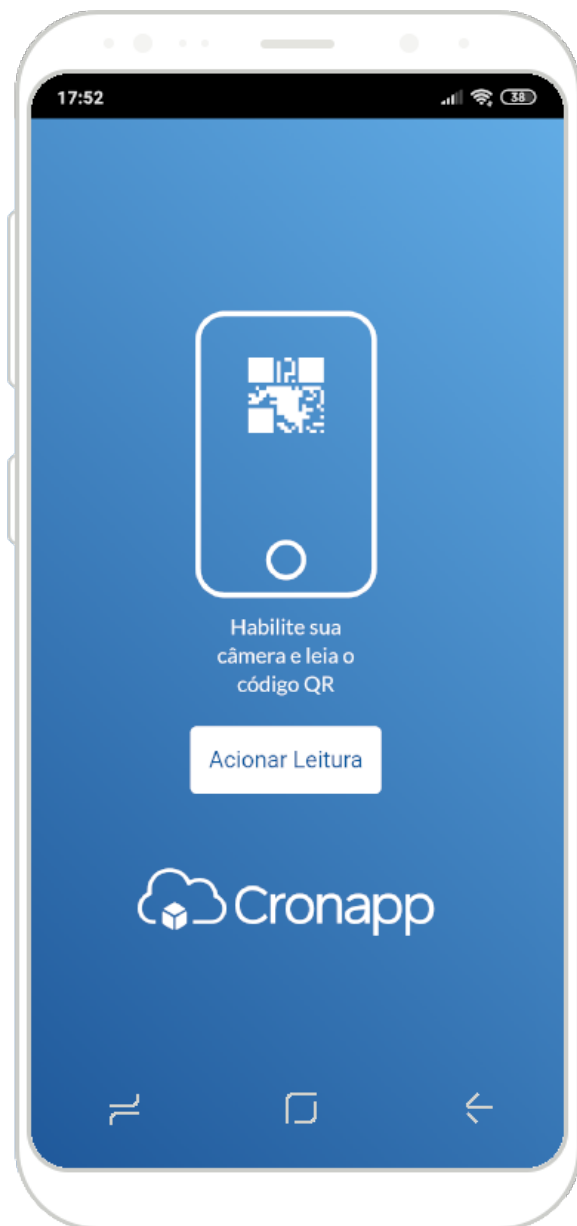 17:52
38
Habilite sua
câmera e leia o
código QR
Acionar Leitura
Cronapp